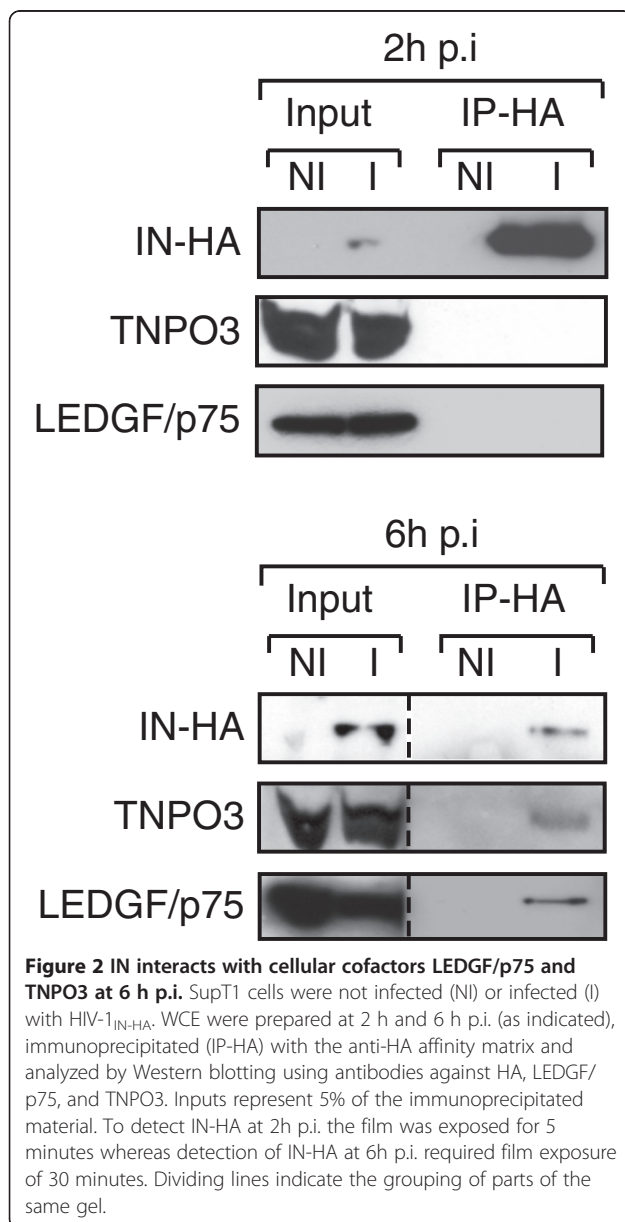 2h p.i
Input IP-HA
NI I NI I
IN-HA
TNPO3
LEDGF/p75
6h p.i
Input IP-HA
NI I NI I
IN-HA
TNPO3
LEDGF/p75
Figure 2 IN interacts with cellular cofactors LEDGF/p75 and
TNPO3 at 6 h p.i. SupT1 cells were not infected (NI) or infected (I)
with HIV-1IN-HA. WCE were prepared at 2 h and 6 h p.i. (as indicated),
immunoprecipitated (IP-HA) with the anti-HA affinity matrix and
analyzed by Western blotting using antibodies against HA, LEDGF/
p75, and TNPO3. Inputs represent 5% of the immunoprecipitated
material. To detect IN-HA at 2h p.i. the film was exposed for 5
minutes whereas detection of IN-HA at 6h p.i. required film exposure
of 30 minutes. Dividing lines indicate the grouping of parts of the
same gel.